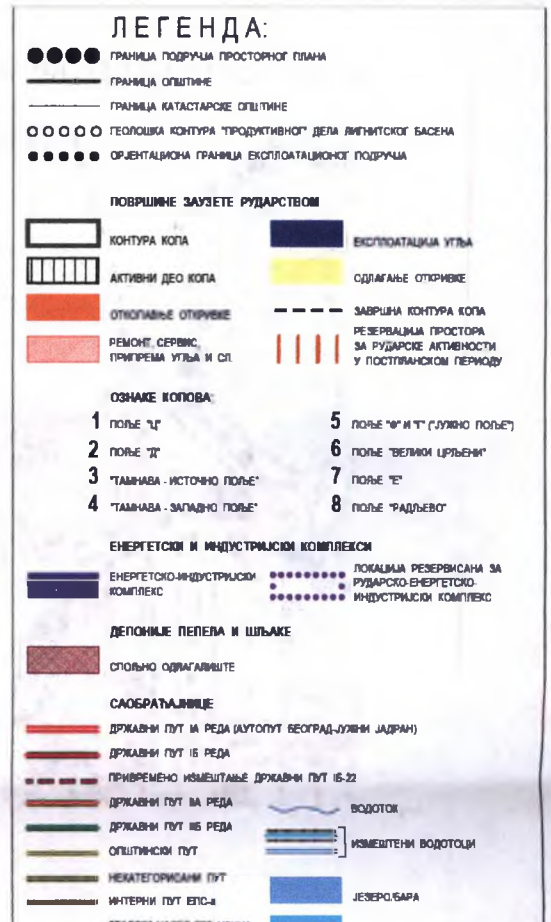 ЛЕГЕНДА:
ГРАНИЦА ПОДРУЧЈА ПРОСТОРНОГ ПЛАНА
ГРАНИЦА ОПШТИНЕ
ГРАНИЦА КАТАСТАРСКЕ ОПШТИНЕ
ГЕОЛОШКА КОНТУРА "ПРОДУКТИВНОГ" ДЕЛА ЛИГНИТСКОГ БАСЕНА
ОРЈЕНТАЦИОНА ГРАНИЦА ЕКСПЛОАТАЦИОНОГ ПОДРУЧЈА
ПОВРШИНЕ ЗАУЗЕТЕ РУДАРСТВОМ
КОНТУРА КОПА
АКТИВНИ ДЕО КОПА
ОТКОПАВЊЕ ОТКРИВКЕ
РЕМОНТ, СЕРВИС,
ПРИПРЕМА УГЉА И СЛ.
ЕКСПЛОАТАЦИЈА УГЉА
ОДЛАГАЊЕ ОТКРИВКЕ
ЗАВРШНА КОНТУРА КОПА
РЕЗЕРВАЦИЈА ПРОСТОРА
ЗА РУДАРСКЕ АКТИВНОСТИ
У ПОСТПЛАНСКОМ ПЕРИОДУ
ОЗНАКЕ КОПОВА:
1 ПОЉЕ "Ц"
2 ПОЉЕ "Д"
3 "ТАМНАВА - ИСТОЧНО ПОЉЕ"
4 "ТАМНАВА - ЗАПАДНО ПОЉЕ"
5 ПОЉЕ "Ф" И "Г" ("ЈУЖНО ПОЉЕ")
6 ПОЉЕ "ВЕЛИКИ ЦРЉЕНИ"
7 ПОЉЕ "Е"
8 ПОЉЕ "РАДЉЕВО"
ЕНЕРГЕТСКИ И ИНДУСТРИЈСКИ КОМПЛЕКСИ
ЕНЕРГЕТСКО-ИНДУСТРИЈСКИ
КОМПЛЕКС
ЛОКАЦИЈА РЕЗЕРВИСАНА ЗА
РУДАРСКО-ЕНЕРГЕТСКО-
ИНДУСТРИЈСКИ КОМПЛЕКС
ДЕПОНИЈЕ ПЕПЕЛА И ШЉАКЕ
СПОЉНО ОДЛАГАЛИШТЕ
САОБРАЋАЈНИЦЕ
ДРЖАВНИ ПУТ IА РЕДА (АУТОПУТ БЕОГРАД-ЈУЖНИ ЈАДРАН)
ДРЖАВНИ ПУТ IБ РЕДА
ПРИВРЕМЕНО ИЗМЕШТАЊЕ ДРЖАВНИ ПУТ IБ-22
ДРЖАВНИ ПУТ IIА РЕДА
ДРЖАВНИ ПУТ IIБ РЕДА
ОПШТИНСКИ ПУТ
НЕКАТЕГОРИСАНИ ПУТ
ИНТЕРНИ ПУТ ЕПС-а
ВОДОТОК
ИЗМЕШТЕНИ ВОДОТОЦИ
ЈЕЗЕРО/БАРА